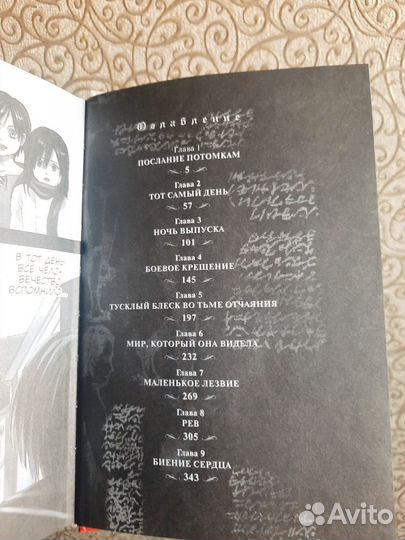 В ТОТ ДЕНЬ
ВСЕ ЧЕЛО-
ВЕЧЕСТВО
ВСПОМНИЛО...
Оглавление
Глава 1
ПОСЛАНИЕ ПОТОМКАМ
5
Глава 2
ТОТ САМЫЙ ДЕНЬ
57
Глава 3
НОЧЬ ВЫПУСКА
101
Глава 4
БОЕВОЕ КРЕЩЕНИЕ
145
Глава 5
ТУСКЛЫЙ БЛЕСК ВО ТЬМЕ ОТЧАЯНИЯ
197
Глава 6
МИР, КОТОРЫЙ ОНА ВИДЕЛА
232
Глава 7
МАЛЕНЬКОЕ ЛЕЗВИЕ
269
Глава 8
РЕВ
305
Глава 9
БИЕНИЕ СЕРДЦА
343
Avito